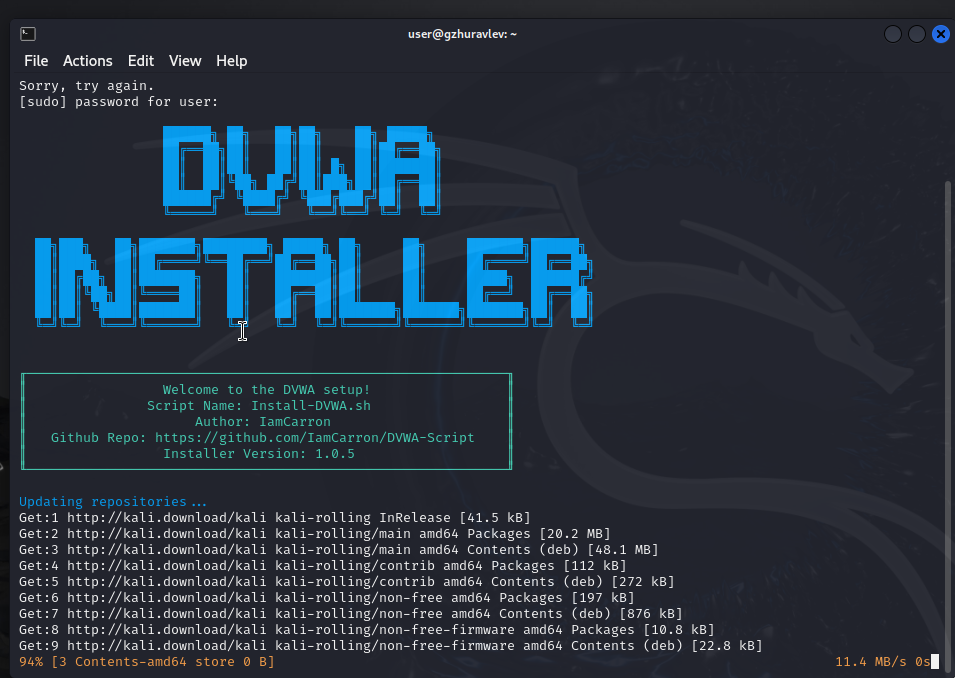 user@gzhuravlev: ~
File Actions Edit View Help
Sorry, try again.
[sudo] password for user:
DVWA
INSTALLER
Welcome to the DVWA setup!
Script Name: Install-DVWA.sh
Author: IamCarron
Github Repo: https://github.com/IamCarron/DVWA-Script
Installer Version: 1.0.5
Updating repositories...
Get:1 http://kali.download/kali kali-rolling InRelease [41.5 kB]
Get:2 http://kali.download/kali kali-rolling/main amd64 Packages [20.2 MB]
Get:3 http://kali.download/kali kali-rolling/main amd64 Contents (deb) [48.1 MB]
Get:4 http://kali.download/kali kali-rolling/contrib amd64 Packages [112 kB]
Get:5 http://kali.download/kali kali-rolling/contrib amd64 Contents (deb) [272 kB]
Get:6 http://kali.download/kali kali-rolling/non-free amd64 Packages [197 kB]
Get:7 http://kali.download/kali kali-rolling/non-free amd64 Contents (deb) [876 kB]
Get:8 http://kali.download/kali kali-rolling/non-free-firmware amd64 Packages [10.8 kB]
Get:9 http://kali.download/kali kali-rolling/non-free-firmware amd64 Contents (deb) [22.8 kB]
94% [3 Contents-amd64 store 0 B] 11.4 MB/s 0s